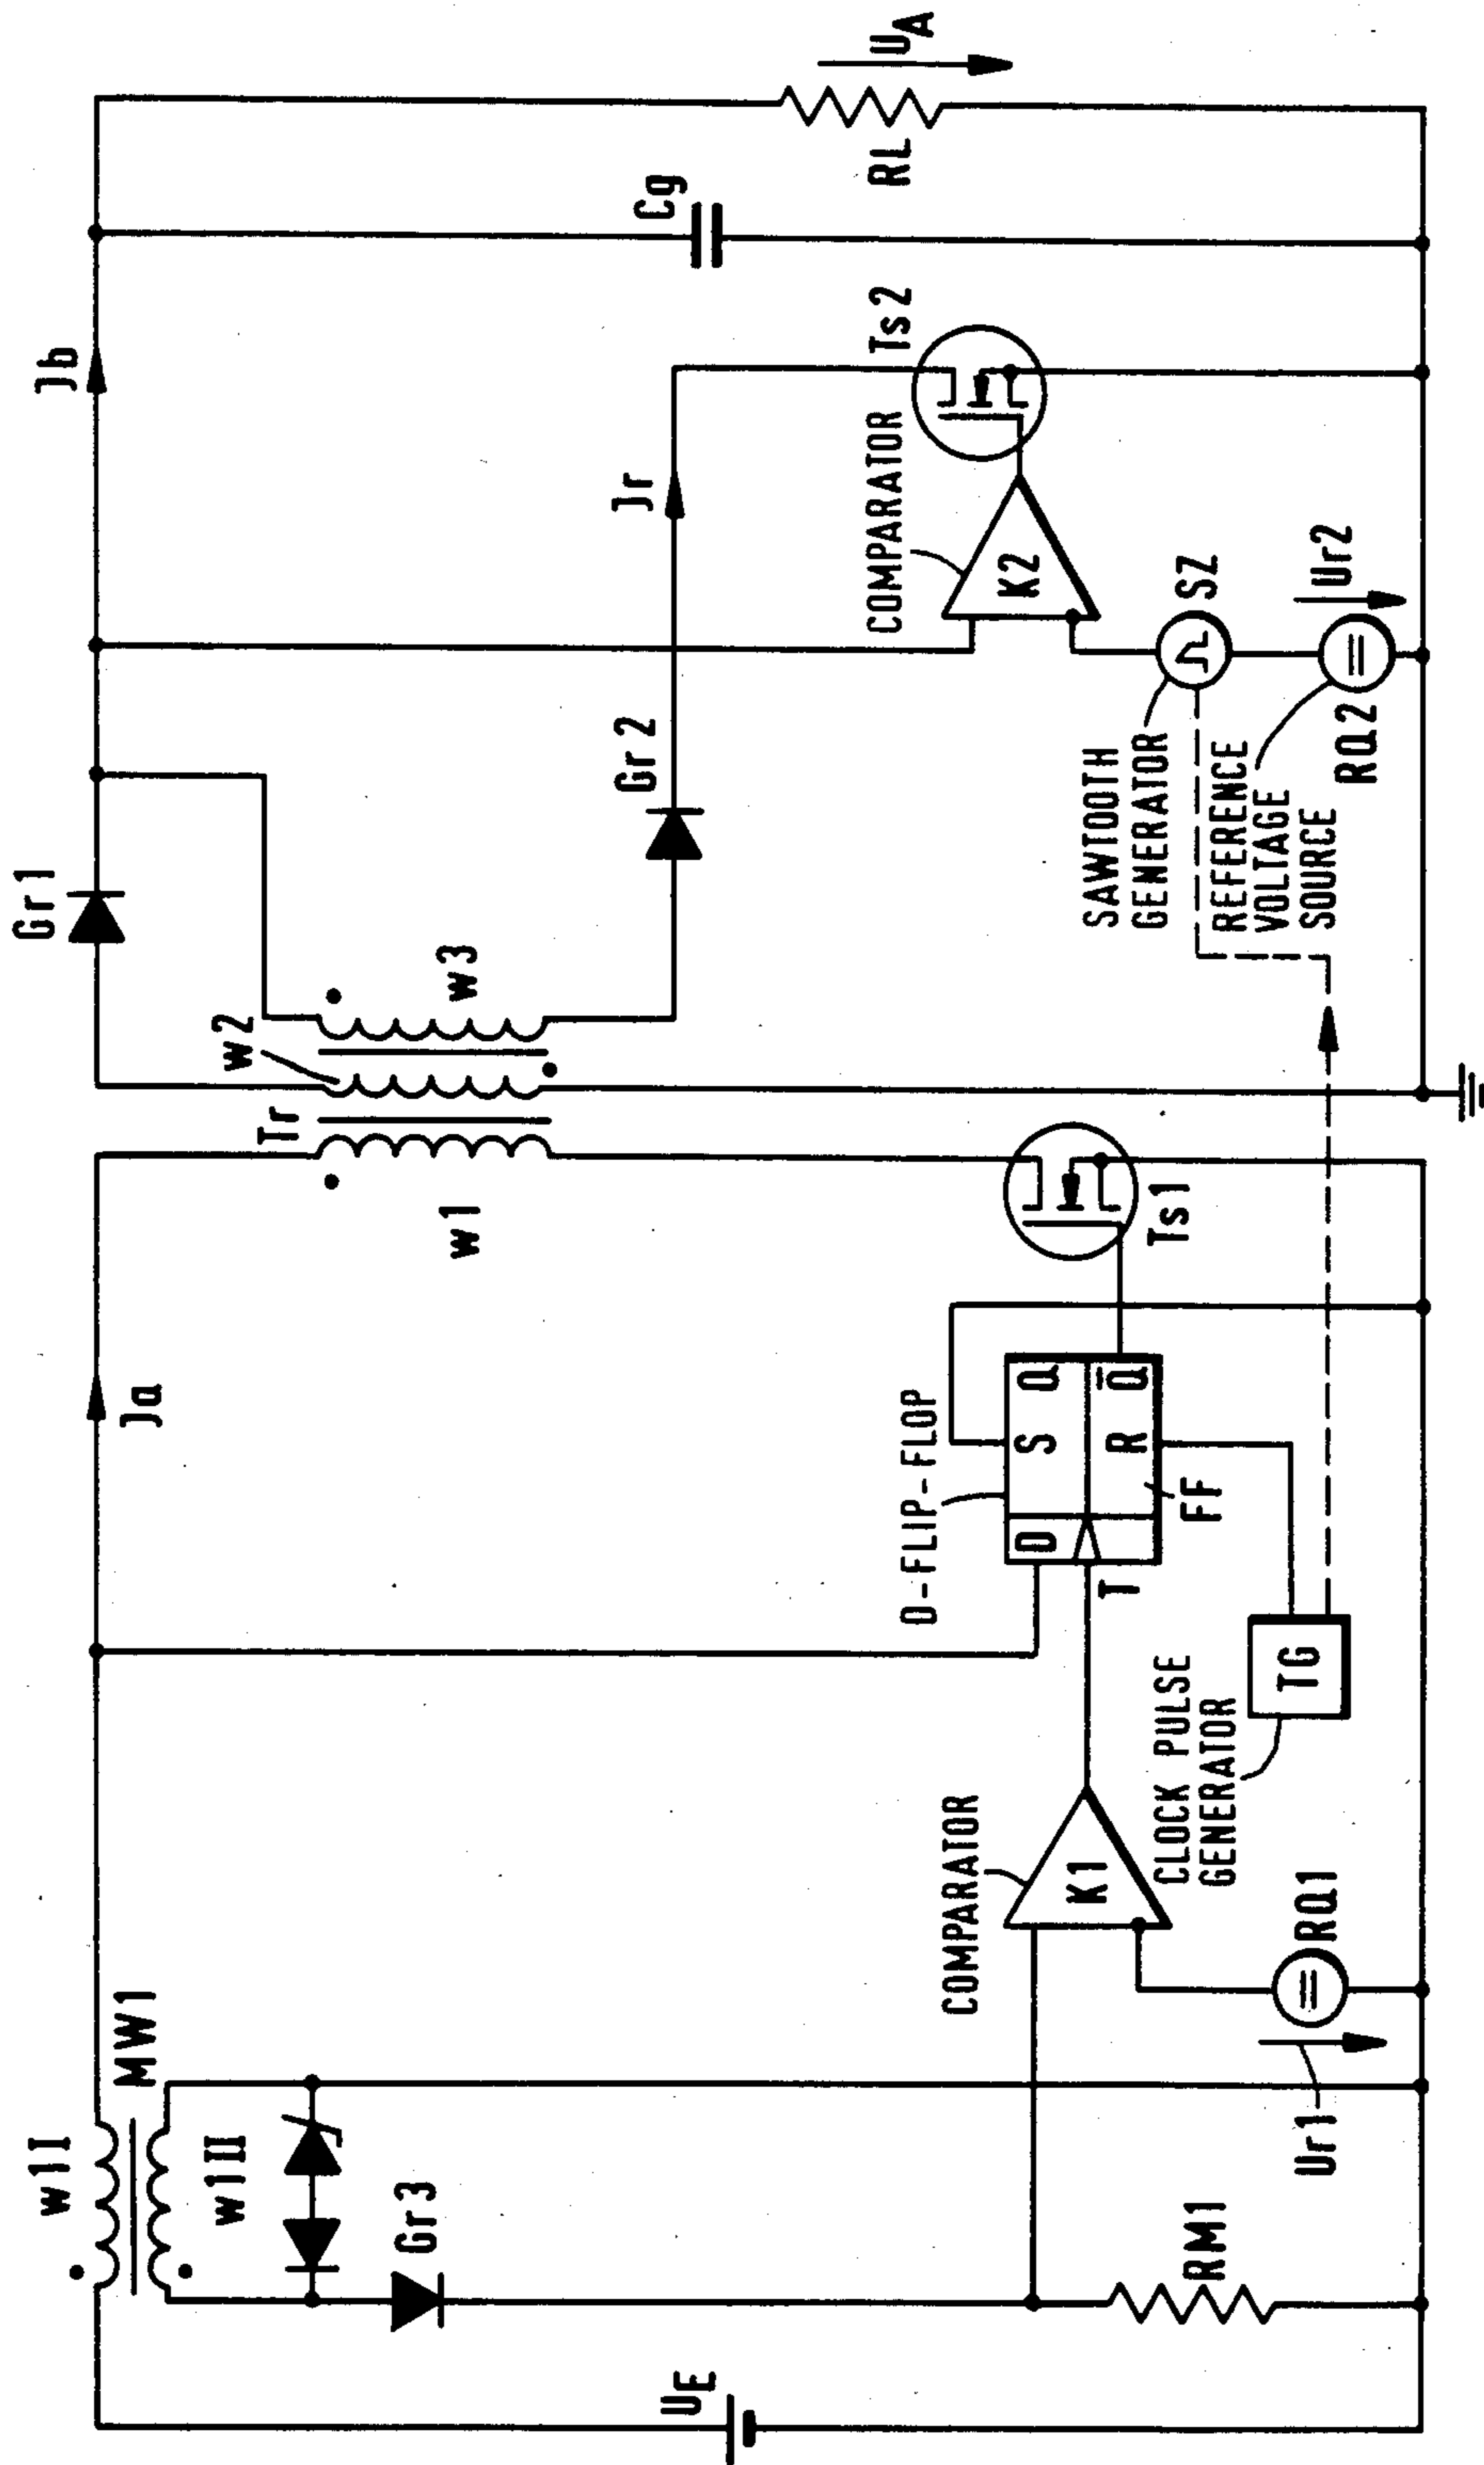 w1I
MW1
w1II
Gr3
UE
RM1
Ur1
RQ1
COMPARATOR
K1
CLOCK PULSE
GENERATOR
TG
D-FLIP-FLOP
D
S
Q
T
R
Q̅
FF
Ja
Ts1
w1
Tr
w2
w3
Gr1
Gr2
Jr
Jb
COMPARATOR
K2
Ts2
SAWTOOTH
GENERATOR
SZ
REFERENCE
VOLTAGE
SOURCE
RQ2
Ur2
Cg
RL
UA